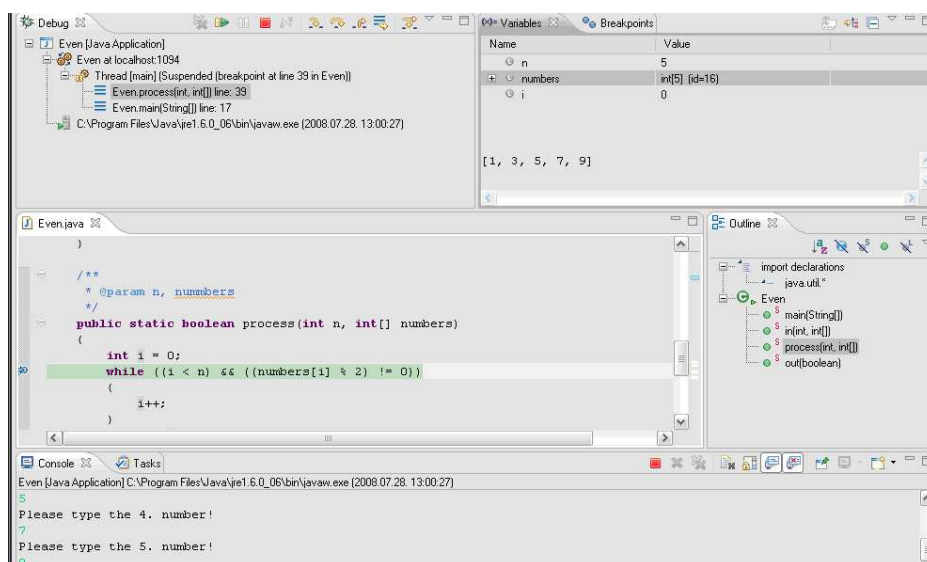 Debug
Even [Java Application]
Even at localhost:1094
Thread [main] (Suspended (breakpoint at line 39 in Even))
Even.process(int, int[]) line: 39
Even.main(String[]) line: 17
C:\Program Files\Java\jre1.6.0_06\bin\javaw.exe (2008.07.28. 13:00:27)
Variables Breakpoints
Name Value
n 5
numbers int[5] (id=16)
i 0
[1, 3, 5, 7, 9]
Even.java
}
/**
* @param n, nummbers
*/
public static boolean process(int n, int[] numbers)
{
int i = 0;
while ((i < n) && ((numbers[i] % 2) != 0))
{
i++;
}
Outline
import declarations
java.util.*
Even
main(String[])
in(int, int[])
process(int, int[])
out(boolean)
Console Tasks
Even [Java Application] C:\Program Files\Java\jre1.6.0_06\bin\javaw.exe (2008.07.28. 13:00:27)
5
Please type the 4. number!
7
Please type the 5. number!